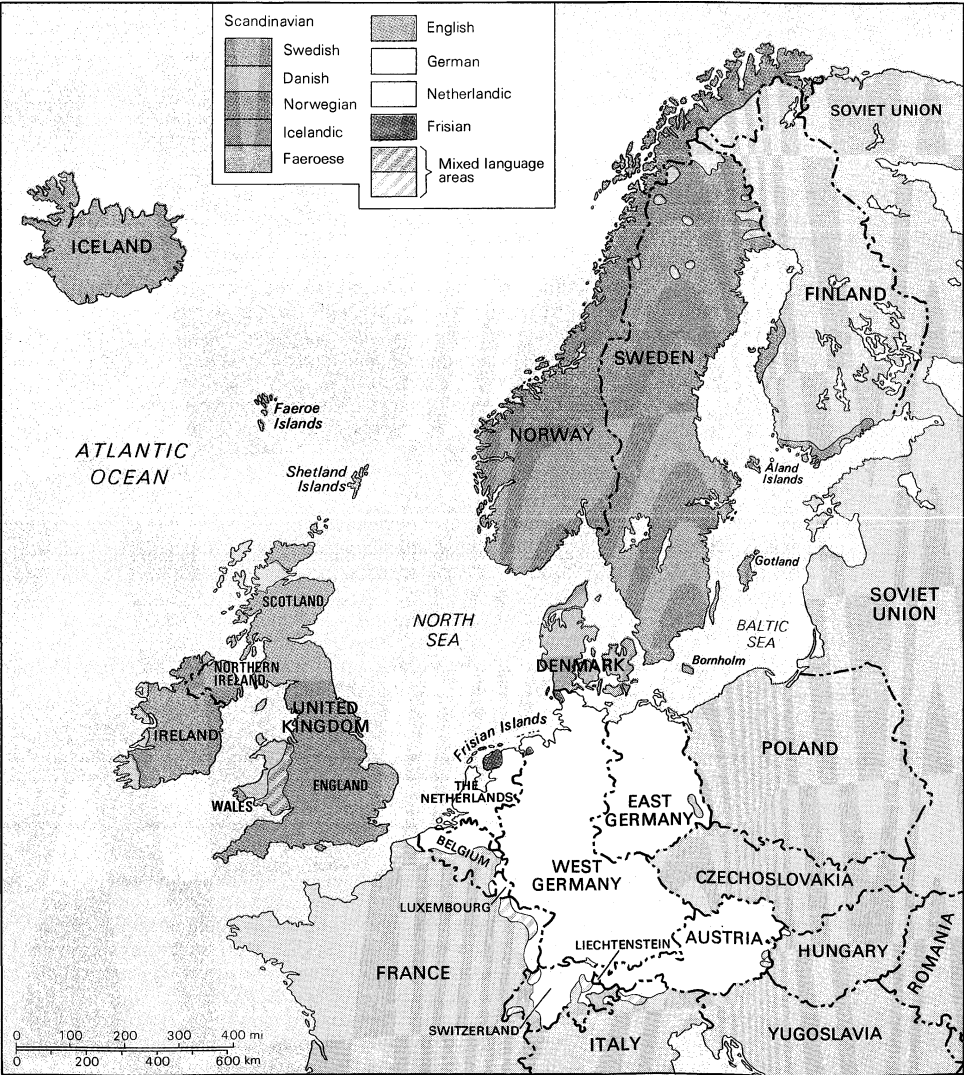 Scandinavian
Swedish
Danish
Norwegian
Icelandic
Faeroese
English
German
Netherlandic
Frisian
Mixed language
areas
SOVIET UNION
ICELAND
FINLAND
SWEDEN
Faeroe
Islands
NORWAY
ATLANTIC
OCEAN
Shetland
Islands
Åland
Islands
Gotland
SOVIET
UNION
SCOTLAND
NORTH
SEA
BALTIC
SEA
NORTHERN
IRELAND
DENMARK
Bornholm
UNITED
KINGDOM
IRELAND
Frisian Islands
POLAND
ENGLAND
WALES
THE
NETHERLANDS
EAST
GERMANY
BELGIUM
WEST
GERMANY
CZECHOSLOVAKIA
LUXEMBOURG
LIECHTENSTEIN
AUSTRIA
HUNGARY
ROMANIA
FRANCE
SWITZERLAND
ITALY
YUGOSLAVIA
0 100 200 300 400 mi
0 200 400 600 km